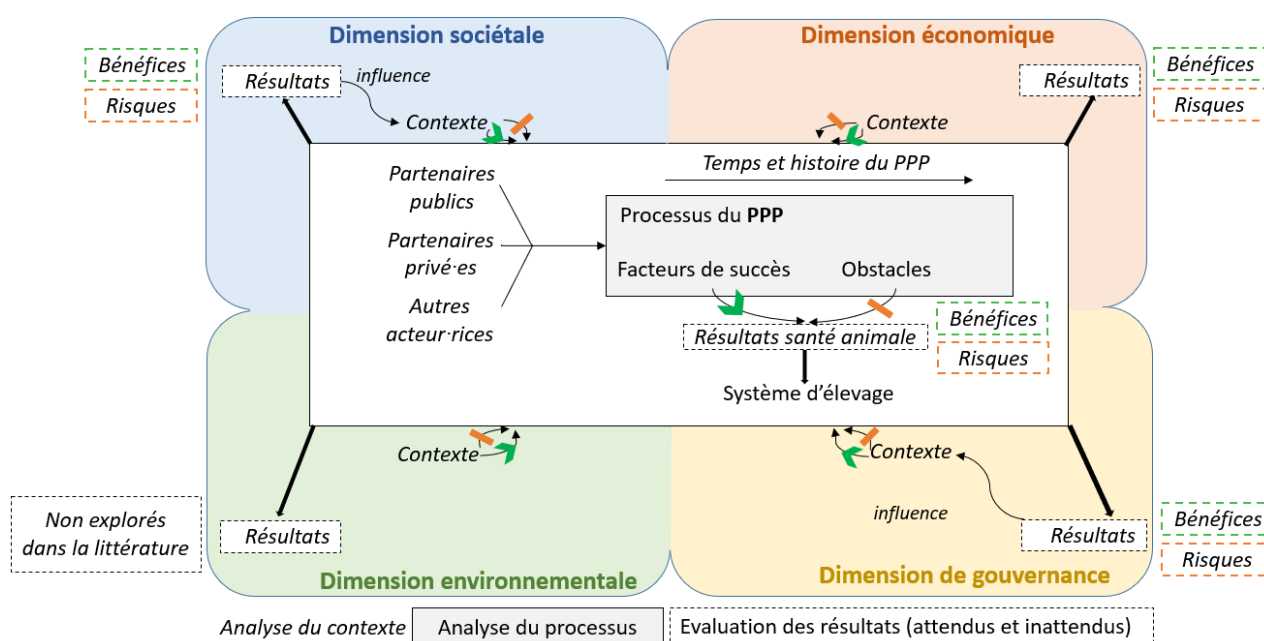 Dimension sociétale
Dimension économique
Bénéfices
Risques
Résultats
influence
Contexte
Contexte
Résultats
Bénéfices
Risques
Partenaires
publics
Partenaires
privé·es
Autres
acteur·rices
Temps et histoire du PPP
Processus du PPP
Facteurs de succès
Obstacles
Résultats santé animale
Bénéfices
Risques
Système d’élevage
Contexte
Contexte
Non explorés
dans la littérature
Résultats
influence
Résultats
Bénéfices
Risques
Dimension environnementale
Dimension de gouvernance
Analyse du contexte
Analyse du processus
Evaluation des résultats (attendus et inattendus)